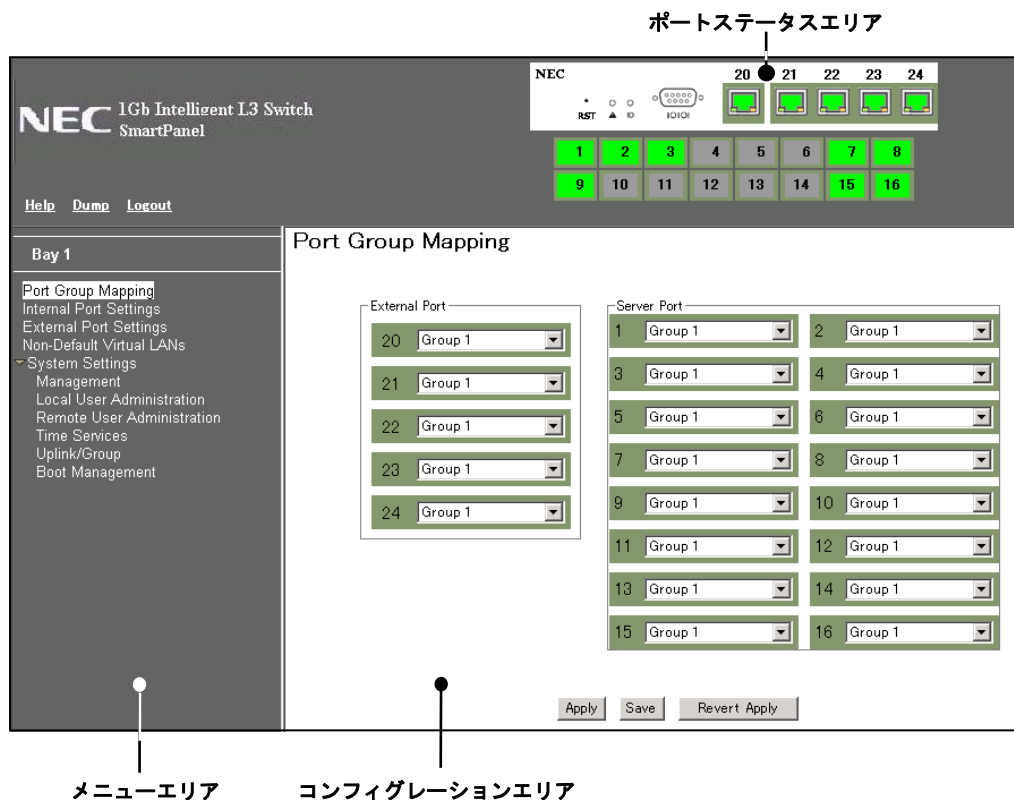 ポートステータスエリア
NEC 1Gb Intelligent L3 Switch
SmartPanel
NEC
20 21 22 23 24
RST
1 2 3 4 5 6 7 8
9 10 11 12 13 14 15 16
Help Dump Logout
Bay 1
Port Group Mapping
Internal Port Settings
External Port Settings
Non-Default Virtual LANs
System Settings
Management
Local User Administration
Remote User Administration
Time Services
Uplink/Group
Boot Management
Port Group Mapping
External Port
20 Group 1
21 Group 1
22 Group 1
23 Group 1
24 Group 1
Server Port
1 Group 1 2 Group 1
3 Group 1 4 Group 1
5 Group 1 6 Group 1
7 Group 1 8 Group 1
9 Group 1 10 Group 1
11 Group 1 12 Group 1
13 Group 1 14 Group 1
15 Group 1 16 Group 1
Apply Save Revert Apply
メニューエリア コンフィグレーションエリア